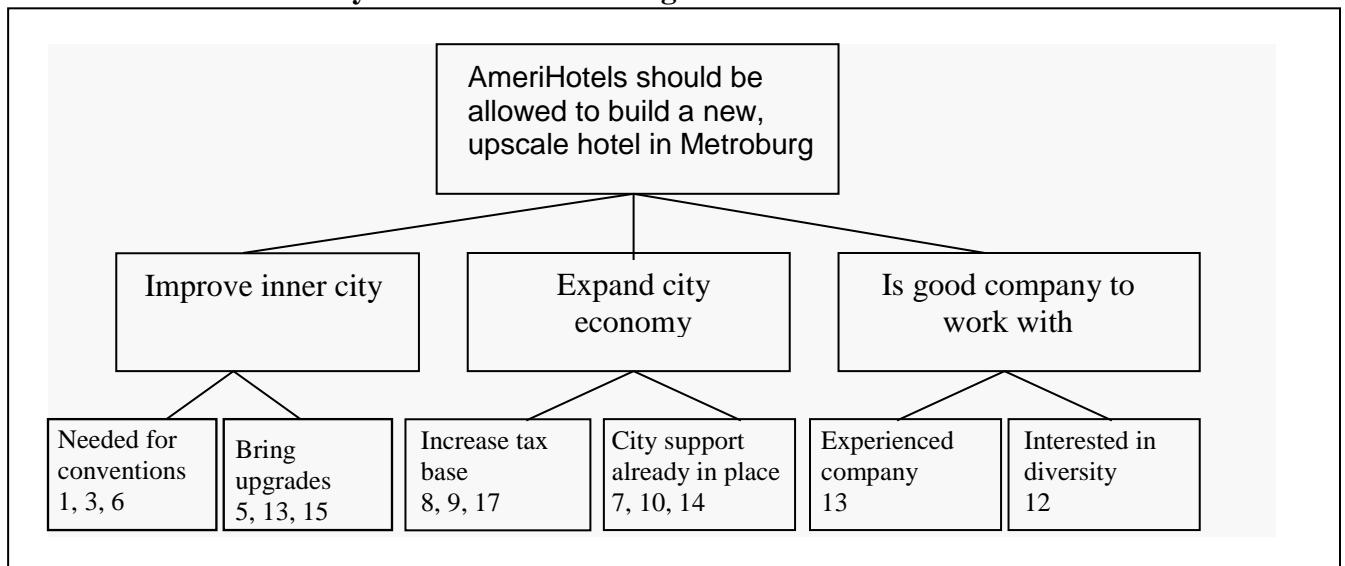 AmeriHotels should be
allowed to build a new,
upscale hotel in Metroburg
Improve inner city
Expand city
economy
Is good company to
work with
Needed for
conventions
1, 3, 6
Bring
upgrades
5, 13, 15
Increase tax
base
8, 9, 17
City support
already in place
7, 10, 14
Experienced
company
13
Interested in
diversity
12